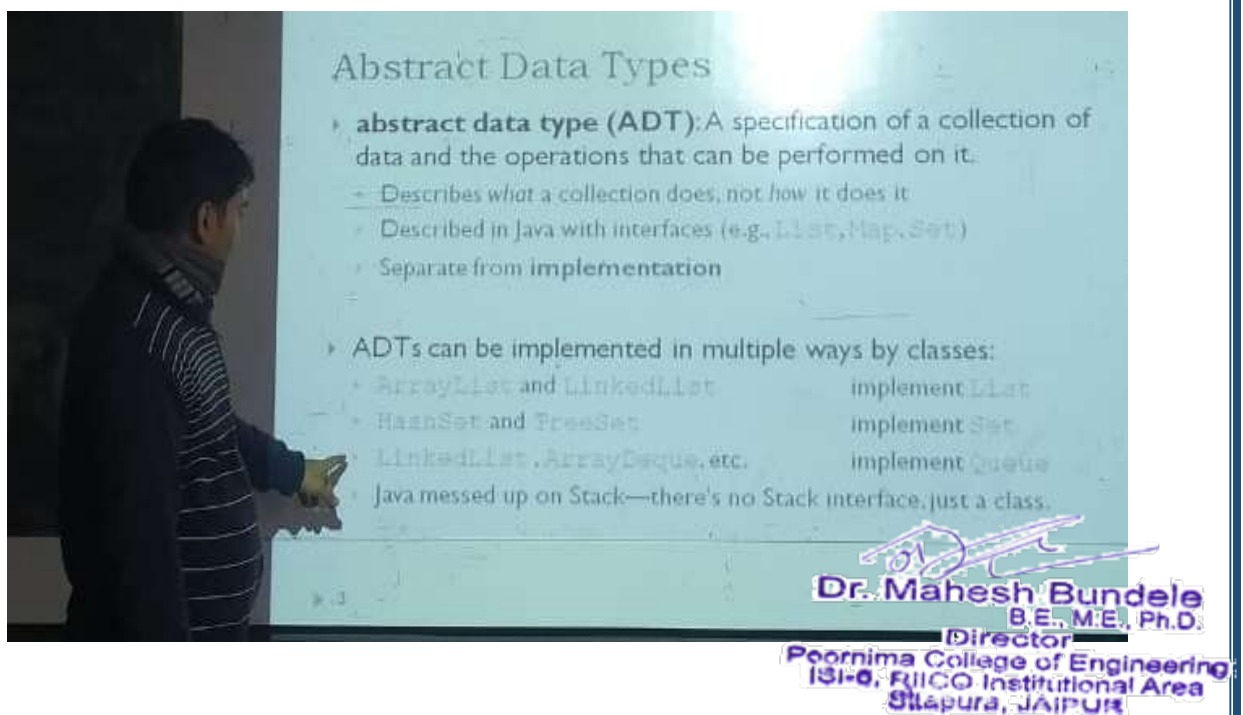 Abstract Data Types
abstract data type (ADT): A specification of a collection of
data and the operations that can be performed on it.
Describes what a collection does, not how it does it
Described in Java with interfaces (e.g., List, Map, Set)
Separate from implementation
ADTs can be implemented in multiple ways by classes:
ArrayList and LinkedList implement List
HashSet and TreeSet implement Set
LinkedList, ArrayDeque, etc. implement Queue
Java messed up on Stack—there's no Stack interface, just a class.
3
Dr. Mahesh Bundele
B.E., M.E., Ph.D.
Director
Poornima College of Engineering
ISI-6, RIICO Institutional Area
Sitapura, JAIPUR